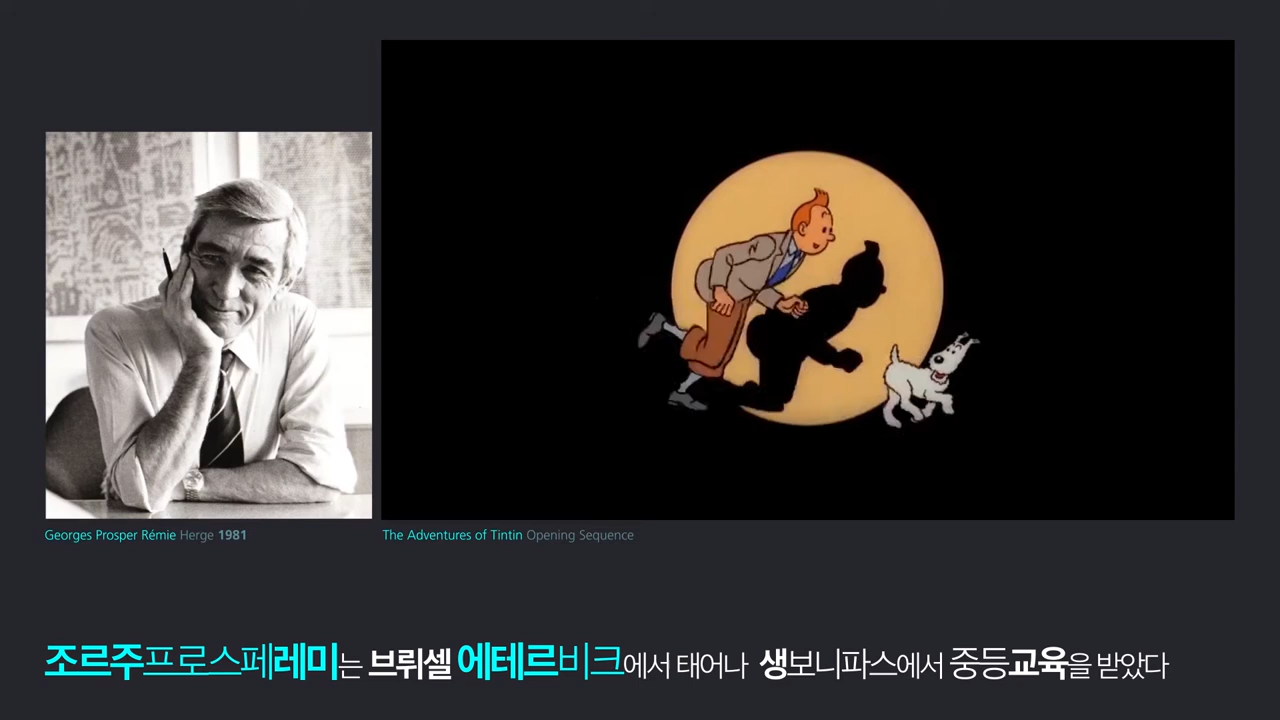 Georges Prosper Rémie Herge 1981
The Adventures of Tintin Opening Sequence
조르주프로스페레미는 브뤼셀 에테르비크에서 태어나 생보니파스에서 중등교육을 받았다